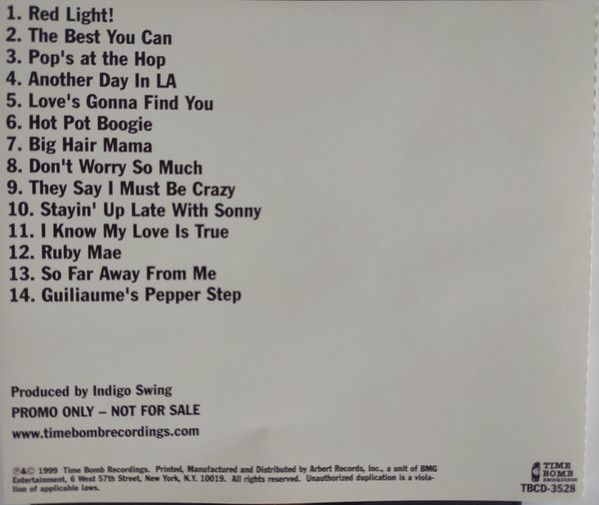 1. Red Light!
2. The Best You Can
3. Pop's at the Hop
4. Another Day In LA
5. Love's Gonna Find You
6. Hot Pot Boogie
7. Big Hair Mama
8. Don't Worry So Much
9. They Say I Must Be Crazy
10. Stayin' Up Late With Sonny
11. I Know My Love Is True
12. Ruby Mae
13. So Far Away From Me
14. Guiliaume's Pepper Step
Produced by Indigo Swing
PROMO ONLY – NOT FOR SALE
www.timebombrecordings.com
℗&© 1999 Time Bomb Recordings. Printed, Manufactured and Distributed by Arbert Records, Inc., a unit of BMG
Entertainment, 6 West 57th Street, New York, N.Y. 10019. All rights reserved. Unauthorized duplication is a viola-
tion of applicable laws.
TIME
BOMB
RECORDINGS
TBCD-3528